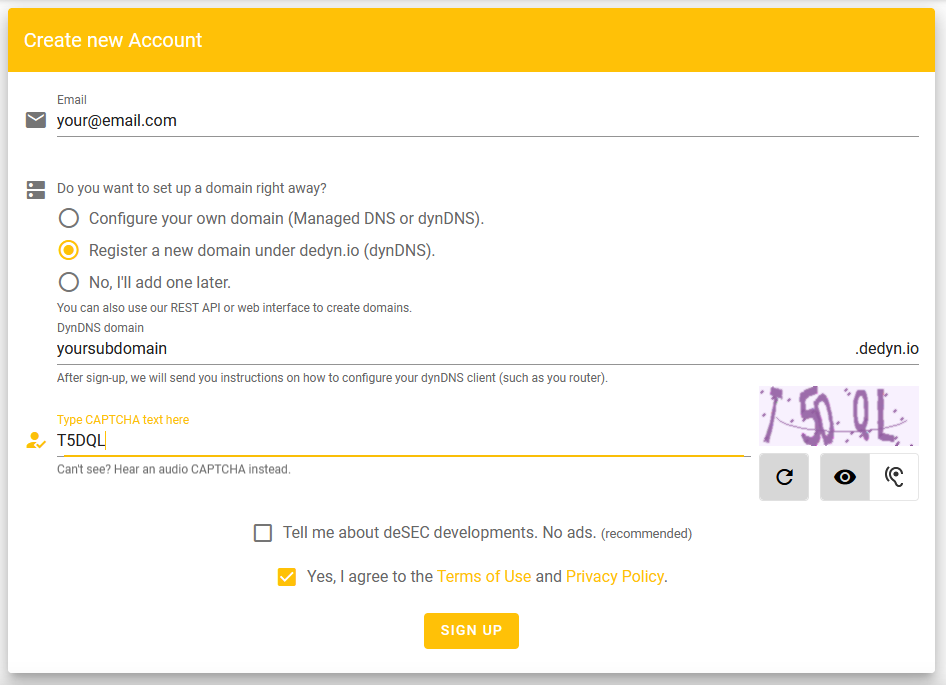 Create new Account
Email
your@email.com
Do you want to set up a domain right away?
Configure your own domain (Managed DNS or dynDNS).
Register a new domain under dedyn.io (dynDNS).
No, I'll add one later.
You can also use our REST API or web interface to create domains.
DynDNS domain
yoursubdomain .dedyn.io
After sign-up, we will send you instructions on how to configure your dynDNS client (such as you router).
Type CAPTCHA text here
T5DQL
Can't see? Hear an audio CAPTCHA instead.
Tell me about deSEC developments. No ads. (recommended)
Yes, I agree to the Terms of Use and Privacy Policy.
SIGN UP